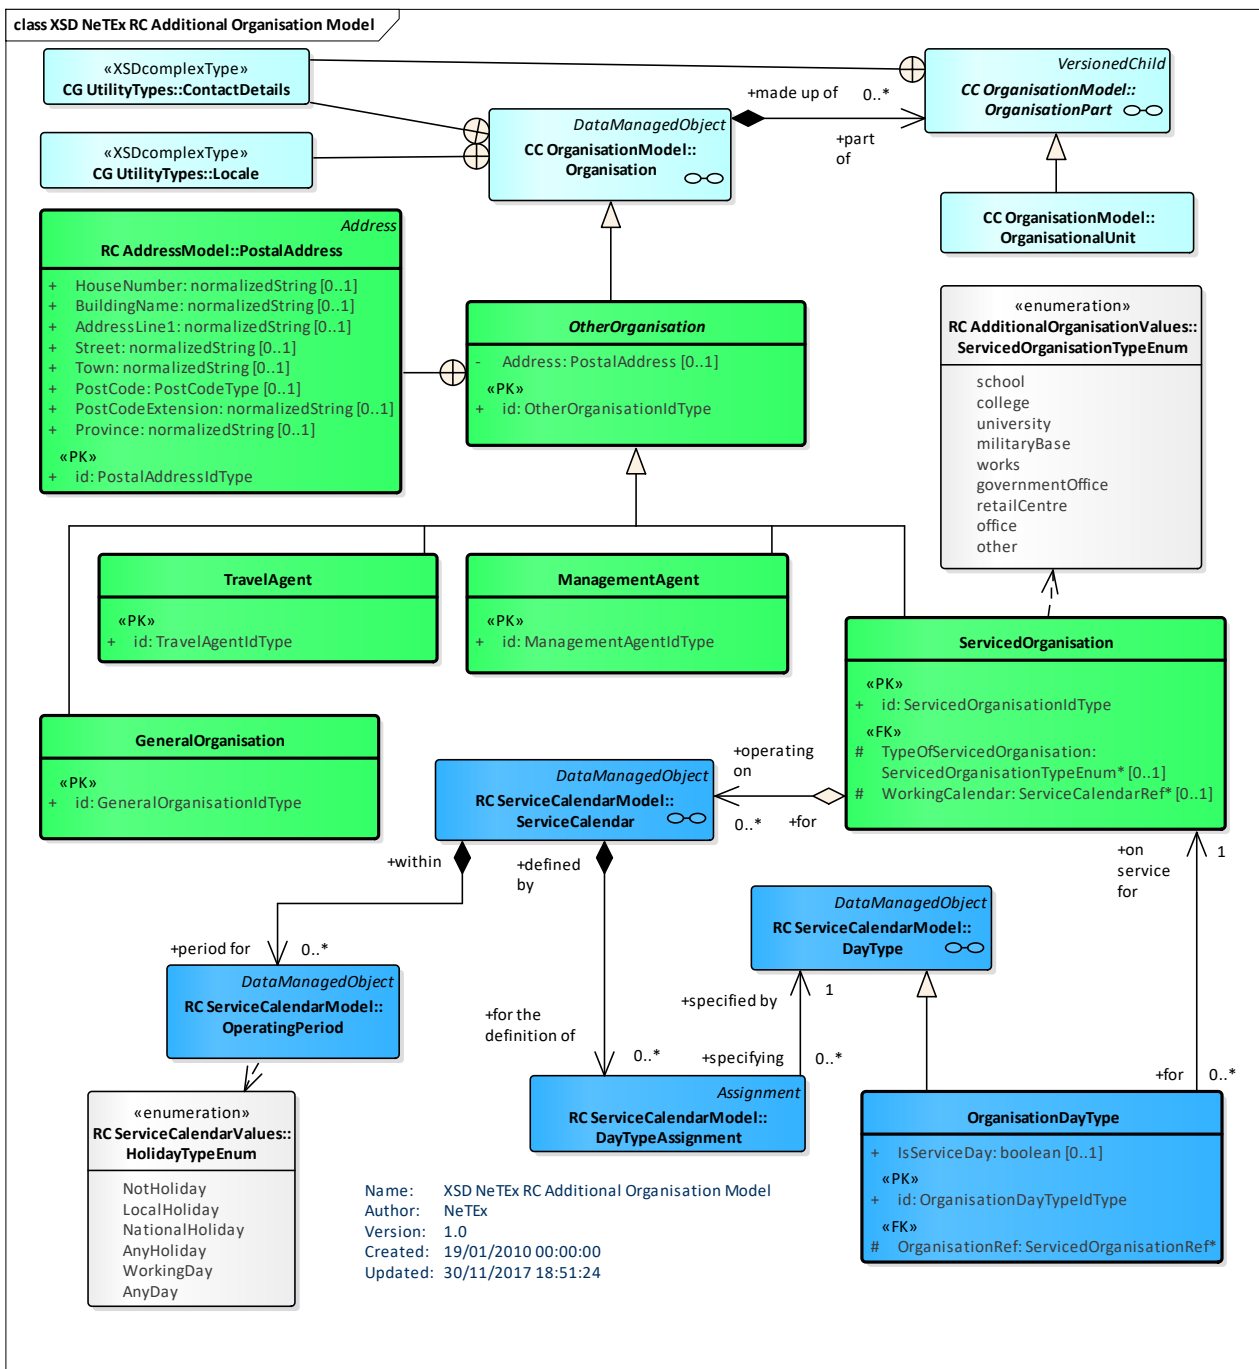 class XSD NeTEx RC Additional Organisation Model
«XSDcomplexType»
CG UtilityTypes::ContactDetails
VersionedChild
CC OrganisationModel::
OrganisationPart
+made up of
0..*
+part
of
DataManagedObject
CC OrganisationModel::
Organisation
«XSDcomplexType»
CG UtilityTypes::Locale
CC OrganisationModel::
OrganisationalUnit
Address
RC AddressModel::PostalAddress
+ HouseNumber: normalizedString [0..1]
+ BuildingName: normalizedString [0..1]
+ AddressLine1: normalizedString [0..1]
+ Street: normalizedString [0..1]
+ Town: normalizedString [0..1]
+ PostCode: PostCodeType [0..1]
+ PostCodeExtension: normalizedString [0..1]
+ Province: normalizedString [0..1]
«PK»
+ id: PostalAddressIdType
OtherOrganisation
- Address: PostalAddress [0..1]
«PK»
+ id: OtherOrganisationIdType
«enumeration»
RC AdditionalOrganisationValues::
ServicedOrganisationTypeEnum
school
college
university
militaryBase
works
governmentOffice
retailCentre
office
other
TravelAgent
«PK»
+ id: TravelAgentIdType
ManagementAgent
«PK»
+ id: ManagementAgentIdType
ServicedOrganisation
«PK»
+ id: ServicedOrganisationIdType
«FK»
# TypeOfServicedOrganisation:
ServicedOrganisationTypeEnum* [0..1]
# WorkingCalendar: ServiceCalendarRef* [0..1]
GeneralOrganisation
«PK»
+ id: GeneralOrganisationIdType
+operating
on
0..*
+for
DataManagedObject
RC ServiceCalendarModel::
ServiceCalendar
+within
+defined
by
+on
service
for
1
+period for
0..*
DataManagedObject
RC ServiceCalendarModel::
DayType
DataManagedObject
RC ServiceCalendarModel::
OperatingPeriod
+specified by
1
+for the
definition of
0..*
+specifying
0..*
+for
0..*
Assignment
RC ServiceCalendarModel::
DayTypeAssignment
OrganisationDayType
+ IsServiceDay: boolean [0..1]
«PK»
+ id: OrganisationDayTypeIdType
«FK»
# OrganisationRef: ServicedOrganisationRef*
«enumeration»
RC ServiceCalendarValues::
HolidayTypeEnum
NotHoliday
LocalHoliday
NationalHoliday
AnyHoliday
WorkingDay
AnyDay
Name: XSD NeTEx RC Additional Organisation Model
Author: NeTEx
Version: 1.0
Created: 19/01/2010 00:00:00
Updated: 30/11/2017 18:51:24